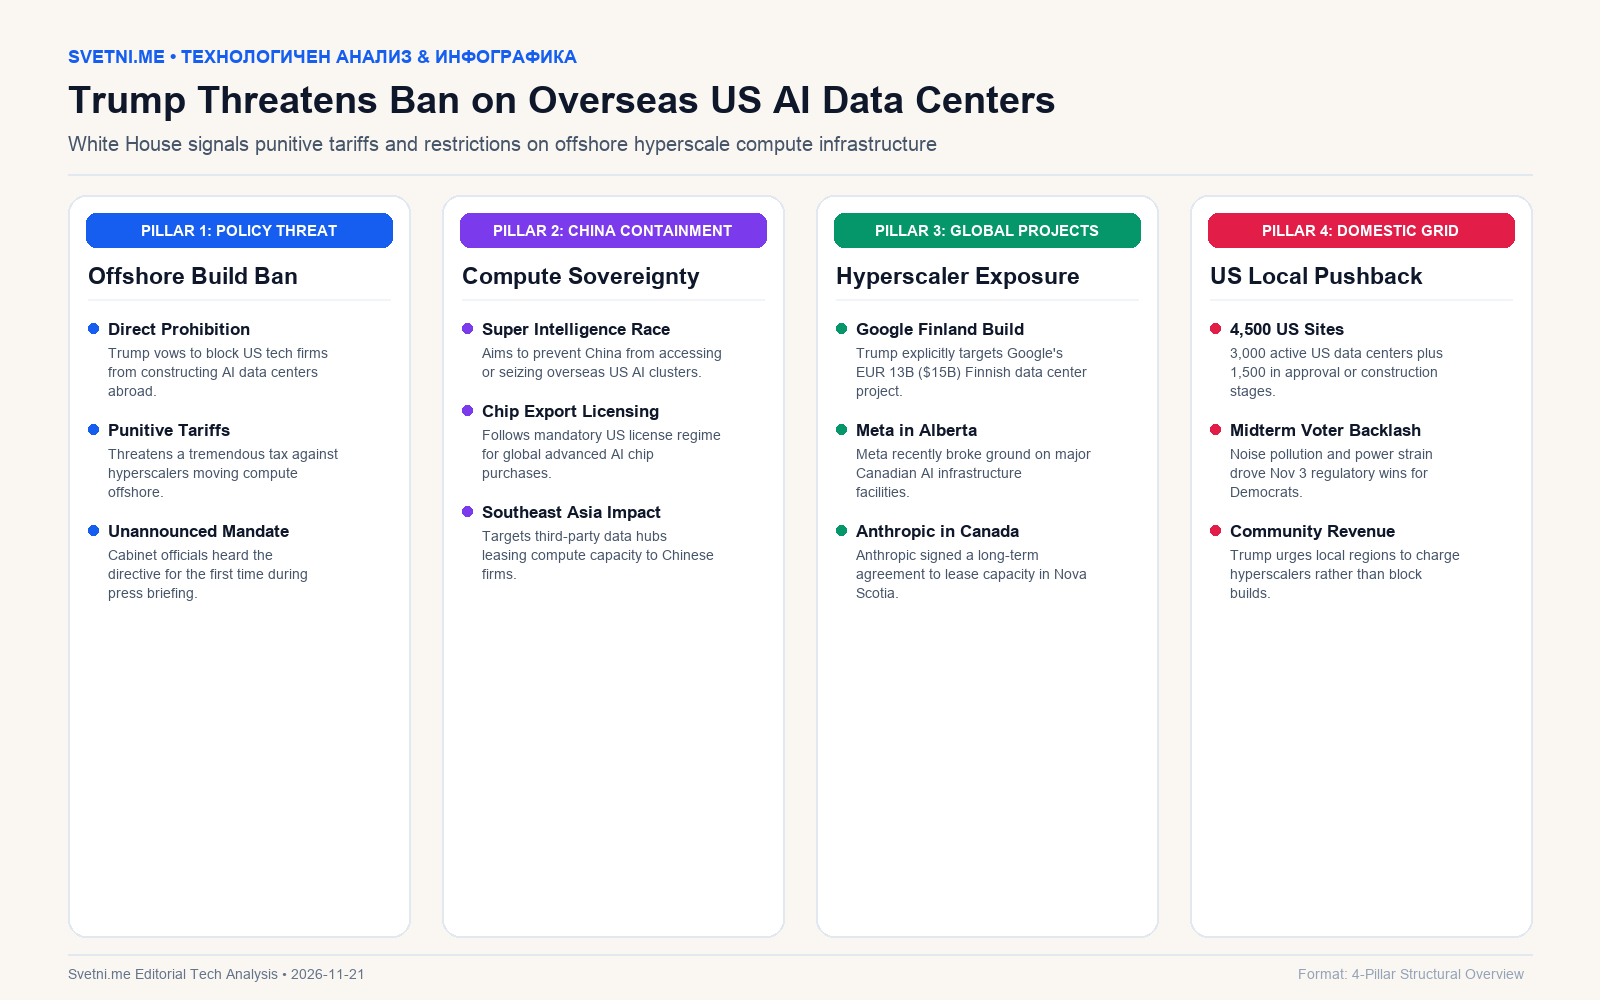 SVETNI.ME • ТЕХНОЛОГИЧЕН АНАЛИЗ & ИНФОГРАФИКА
Trump Threatens Ban on Overseas US AI Data Centers
White House signals punitive tariffs and restrictions on offshore hyperscale compute infrastructure
PILLAR 1: POLICY THREAT
Offshore Build Ban
Direct Prohibition
Trump vows to block US tech firms
from constructing AI data centers
abroad.
Punitive Tariffs
Threatens a tremendous tax against
hyperscalers moving compute
offshore.
Unannounced Mandate
Cabinet officials heard the
directive for the first time during
press briefing.
PILLAR 2: CHINA CONTAINMENT
Compute Sovereignty
Super Intelligence Race
Aims to prevent China from accessing
or seizing overseas US AI clusters.
Chip Export Licensing
Follows mandatory US license regime
for global advanced AI chip
purchases.
Southeast Asia Impact
Targets third-party data hubs
leasing compute capacity to Chinese
firms.
PILLAR 3: GLOBAL PROJECTS
Hyperscaler Exposure
Google Finland Build
Trump explicitly targets Google's
EUR 13B ($15B) Finnish data center
project.
Meta in Alberta
Meta recently broke ground on major
Canadian AI infrastructure
facilities.
Anthropic in Canada
Anthropic signed a long-term
agreement to lease capacity in Nova
Scotia.
PILLAR 4: DOMESTIC GRID
US Local Pushback
4,500 US Sites
3,000 active US data centers plus
1,500 in approval or construction
stages.
Midterm Voter Backlash
Noise pollution and power strain
drove Nov 3 regulatory wins for
Democrats.
Community Revenue
Trump urges local regions to charge
hyperscalers rather than block
builds.
Svetni.me Editorial Tech Analysis • 2026-11-21
Format: 4-Pillar Structural Overview